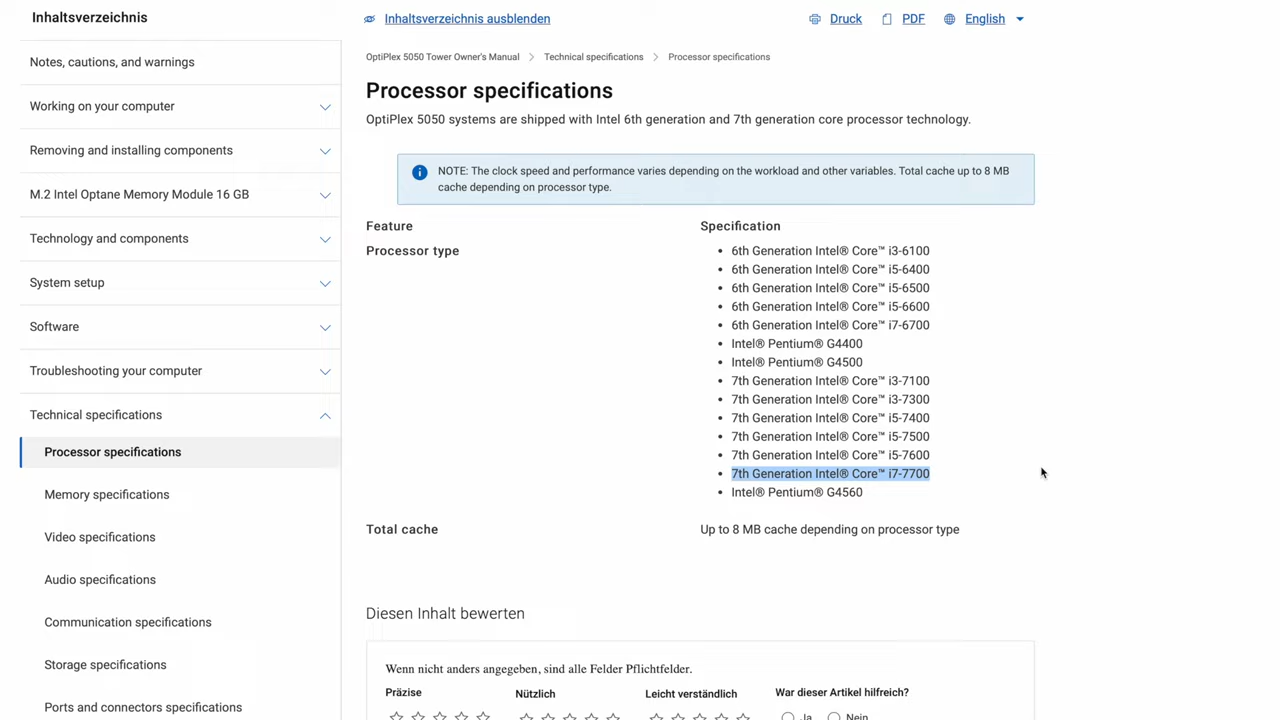 Inhaltsverzeichnis
Notes, cautions, and warnings
Working on your computer
Removing and installing components
M.2 Intel Optane Memory Module 16 GB
Technology and components
System setup
Software
Troubleshooting your computer
Technical specifications
Processor specifications
Memory specifications
Video specifications
Audio specifications
Communication specifications
Storage specifications
Ports and connectors specifications
Inhaltsverzeichnis ausblenden
Druck
PDF
English
OptiPlex 5050 Tower Owner's Manual > Technical specifications > Processor specifications
Processor specifications
OptiPlex 5050 systems are shipped with Intel 6th generation and 7th generation core processor technology.
NOTE: The clock speed and performance varies depending on the workload and other variables. Total cache up to 8 MB
cache depending on processor type.
Feature
Specification
Processor type
• 6th Generation Intel® Core™ i3-6100
• 6th Generation Intel® Core™ i5-6400
• 6th Generation Intel® Core™ i5-6500
• 6th Generation Intel® Core™ i5-6600
• 6th Generation Intel® Core™ i7-6700
• Intel® Pentium® G4400
• Intel® Pentium® G4500
• 7th Generation Intel® Core™ i3-7100
• 7th Generation Intel® Core™ i3-7300
• 7th Generation Intel® Core™ i5-7400
• 7th Generation Intel® Core™ i5-7500
• 7th Generation Intel® Core™ i5-7600
• 7th Generation Intel® Core™ i7-7700
• Intel® Pentium® G4560
Total cache
Up to 8 MB cache depending on processor type
Diesen Inhalt bewerten
Wenn nicht anders angegeben, sind alle Felder Pflichtfelder.
Präzise
Nützlich
Leicht verständlich
War dieser Artikel hilfreich?
Ja
Nein